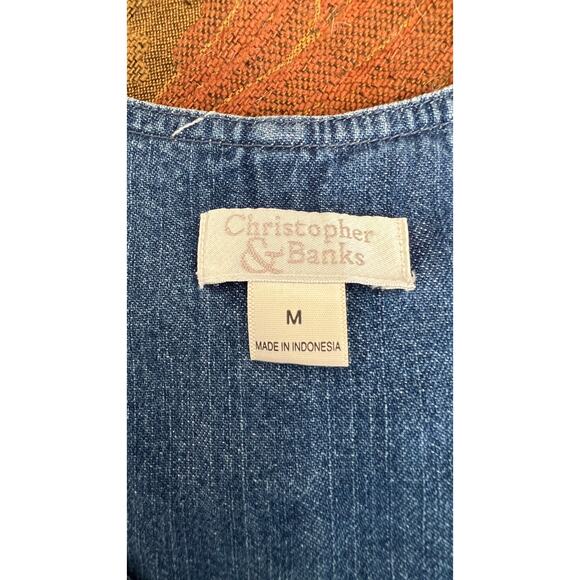 Christopher
& Banks
M
MADE IN INDONESIA